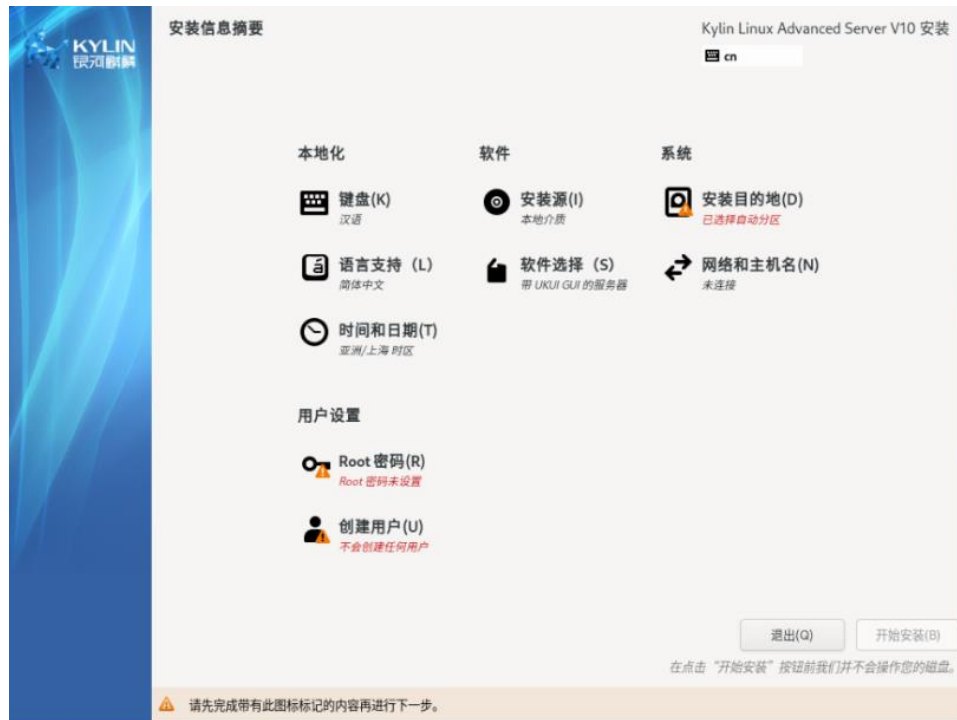 KYLIN
银河麒麟
安装信息摘要
Kylin Linux Advanced Server V10 安装
cn
本地化
软件
系统
键盘(K)
汉语
安装源(I)
本地介质
安装目的地(D)
已选择自动分区
语言支持（L）
简体中文
软件选择（S）
带 UKUI GUI 的服务器
网络和主机名(N)
未连接
时间和日期(T)
亚洲/上海 时区
用户设置
Root 密码(R)
Root 密码未设置
创建用户(U)
不会创建任何用户
退出(Q)
开始安装(B)
在点击“开始安装”按钮前我们并不会操作您的磁盘。
请先完成带有此图标标记的内容再进行下一步。